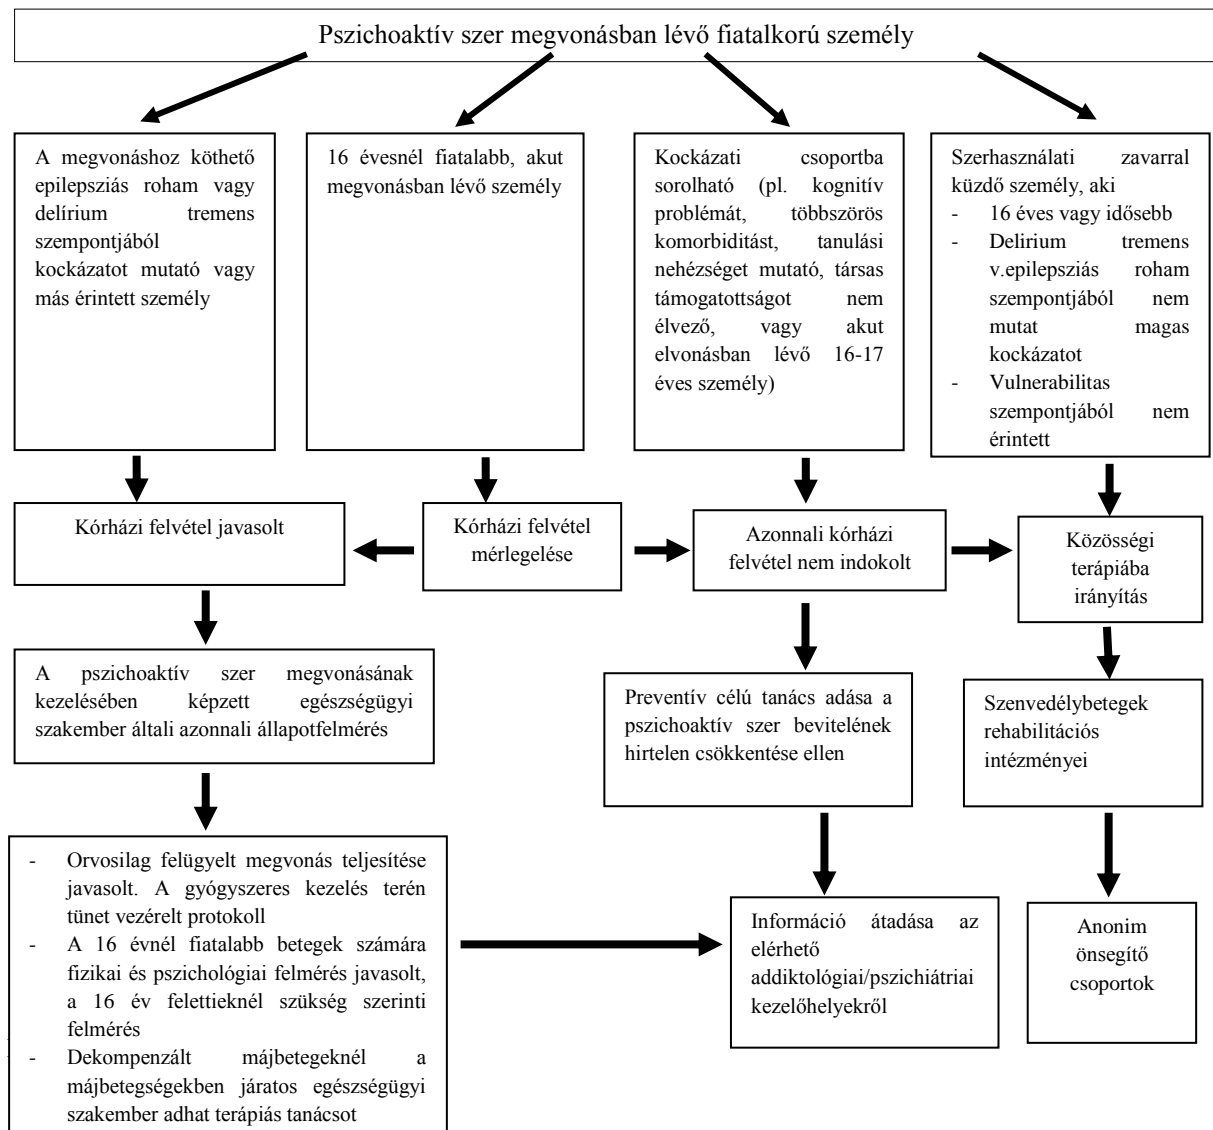 Pszichoaktív szer megvonásban lévő fiatalkorú személy
A megvonáshoz köthető
epilepsziás roham vagy
delírium tremens
szempontjából
kockázatot mutató vagy
más érintett személy
16 évesnél fiatalabb, akut
megvonásban lévő személy
Kockázati csoportba
sorolható (pl. kognitív
problémát, többszörös
komorbiditást, tanulási
nehézséget mutató, társas
támogatottságot nem
élvező, vagy akut
elvonásban lévő 16-17
éves személy)
Szerhasználati zavarral
küzdő személy, aki
- 16 éves vagy idősebb
- Delirium tremens
v.epilepsziás roham
szempontjából nem
mutat magas
kockázatot
- Vulnerabilitas
szempontjából nem
érintett
Kórházi felvétel javasolt
Kórházi felvétel
mérlegelése
Azonnali kórházi
felvétel nem indokolt
Közösségi
terápiába
irányítás
A pszichoaktív szer megvonásának
kezelésében képzett egészségügyi
szakember általi azonnali állapotfelmérés
Preventív célú tanács adása a
pszichoaktív szer bevitelének
hirtelen csökkentése ellen
Szenvedélybetegek
rehabilitációs
intézményei
- Orvosilag felügyelt megvonás teljesítése
javasolt. A gyógyszeres kezelés terén
tünet vezérelt protokoll
- A 16 évnél fiatalabb betegek számára
fizikai és pszichológiai felmérés javasolt,
a 16 év felettieknél szükség szerinti
felmérés
- Dekompenzált májbetegeknél a
májbetegségekben járatos egészségügyi
szakember adhat terápiás tanácsot
Információ átadása az
elérhető
addiktológiai/pszichiátriai
kezelőhelyekről
Anonim
önsegítő
csoportok